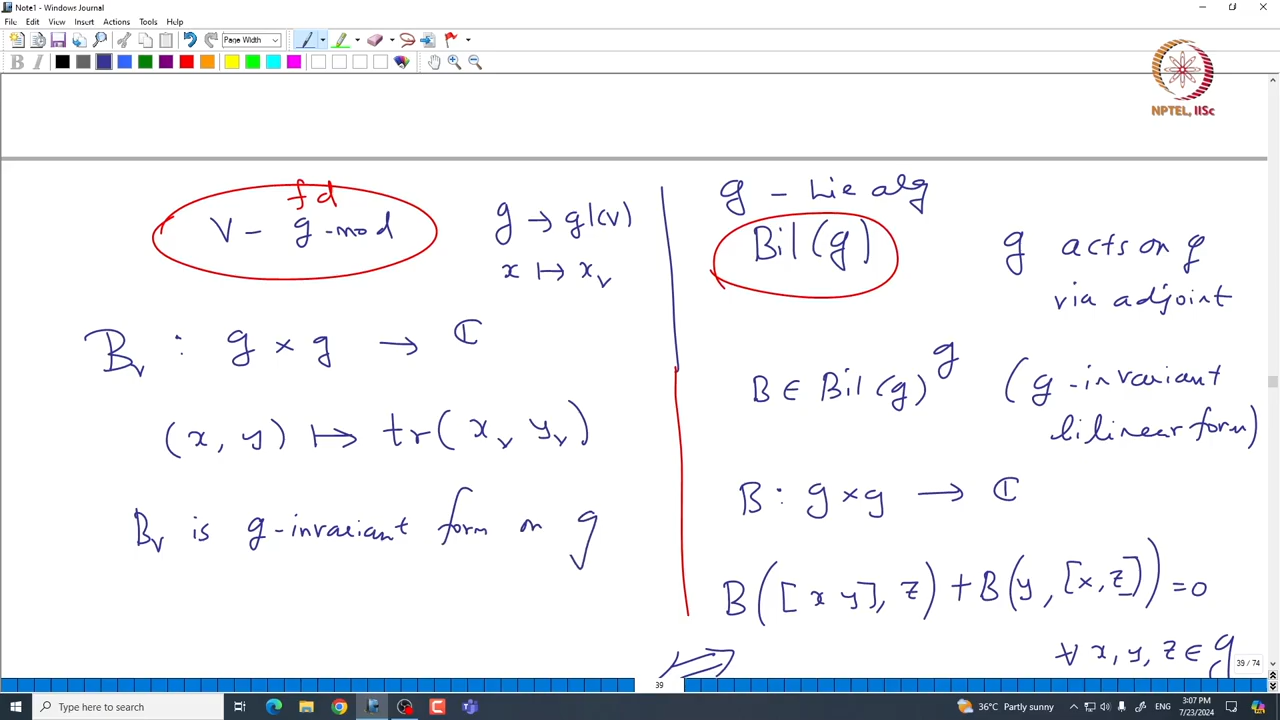 Note1 - Windows Journal
File Edit View Insert Actions Tools Help
Page Width
NPTEL, IISc
fd
V - g-mod
g → gl(V)
x ↦ x_V
B_V : g × g → ℂ
(x, y) ↦ tr(x_V y_V)
B_V is g-invariant form on g
g - Lie alg
Bil(g)
g acts on g
via adjoint
B ∈ Bil(g)^g (g-invariant
bilinear form)
B : g × g → ℂ
B([x y], z) + B(y, [x, z]) = 0
∀ x, y, z ∈ g
39 / 74
39
Type here to search
36°C Partly sunny
ENG
3:07 PM
7/23/2024